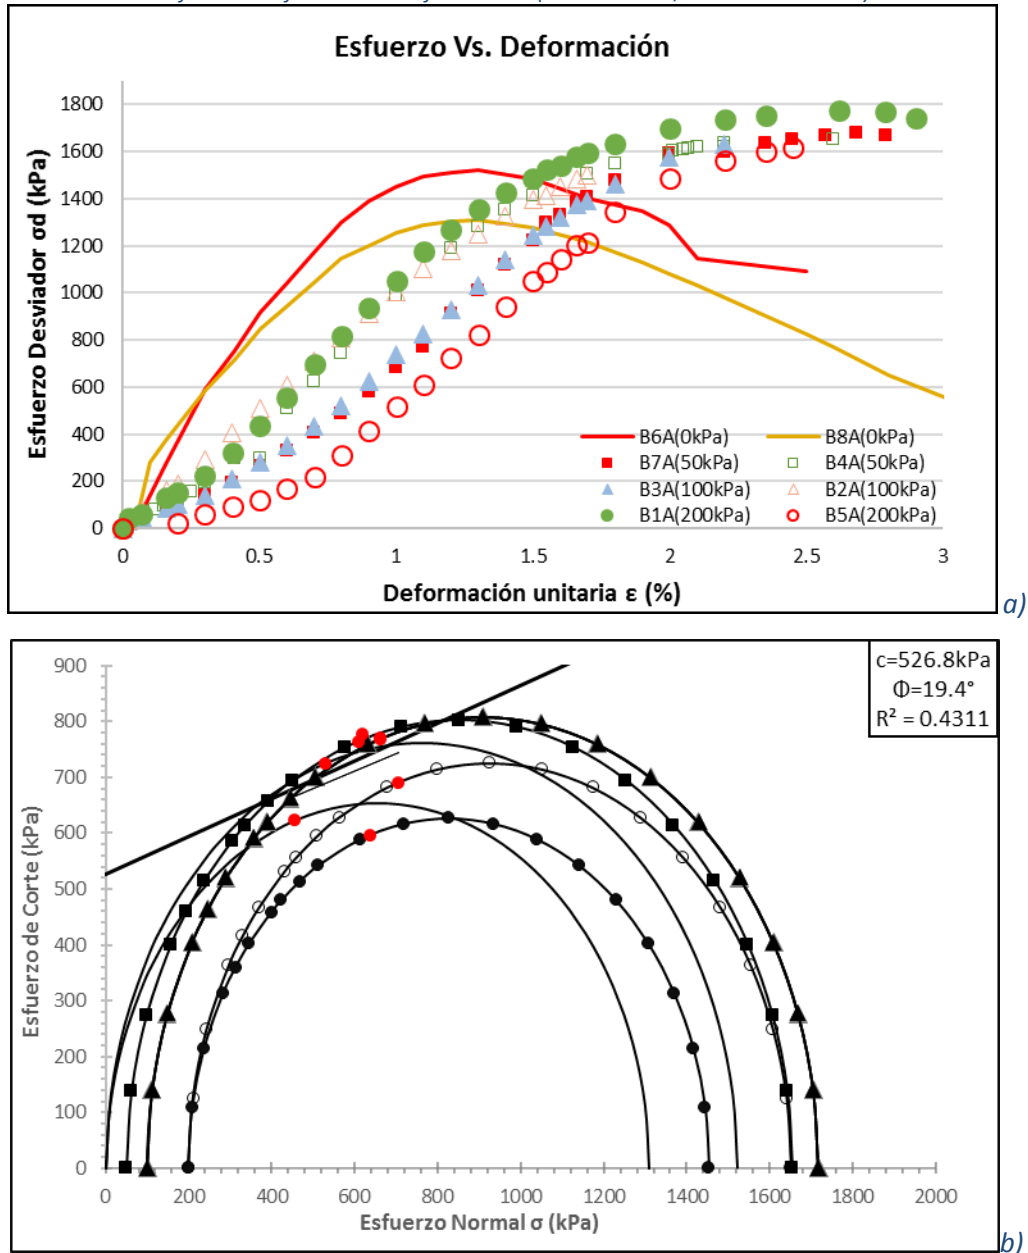 Esfuerzo Vs. Deformación
Esfuerzo Desviador σd (kPa)
1800
1600
1400
1200
1000
800
600
400
200
0
0 0.5 1 1.5 2 2.5 3
Deformación unitaria ε (%)
B6A(0kPa) B8A(0kPa)
B7A(50kPa) B4A(50kPa)
B3A(100kPa) B2A(100kPa)
B1A(200kPa) B5A(200kPa)
a)
c=526.8kPa
Φ=19.4°
R² = 0.4311
Esfuerzo de Corte (kPa)
900
800
700
600
500
400
300
200
100
0
0 200 400 600 800 1000 1200 1400 1600 1800 2000
Esfuerzo Normal σ (kPa)
b)